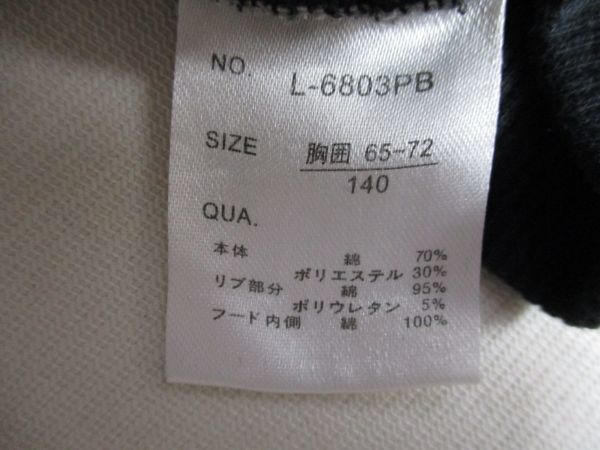 NO. L-6803PB
SIZE 胸囲 65-72
140
QUA.
本体 綿 70%
ポリエステル 30%
リブ部分 綿 95%
ポリウレタン 5%
フード内側 綿 100%